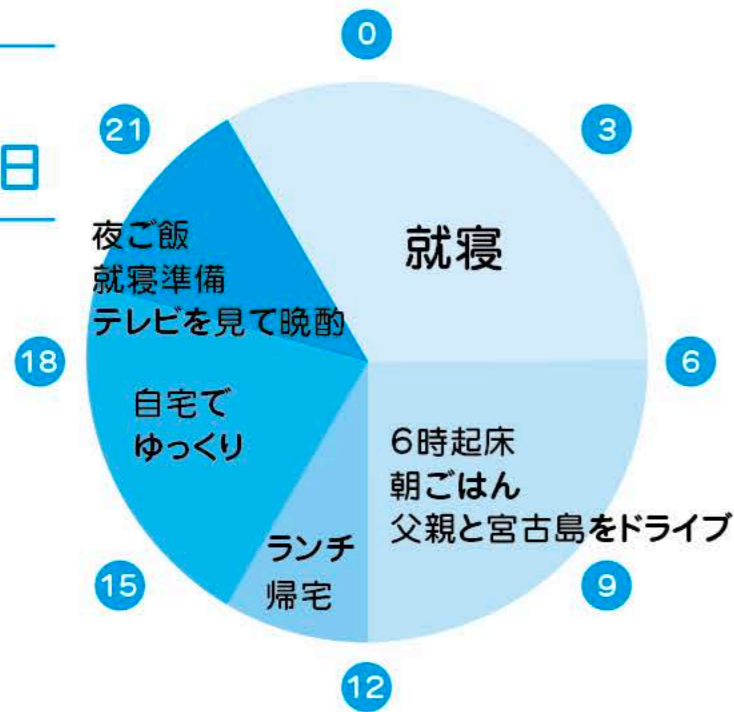 日
0
3
6
9
12
15
18
21
就寝
6時起床
朝ごはん
父親と宮古島をドライブ
ランチ
帰宅
自宅で
ゆっくり
夜ご飯
就寝準備
テレビを見て晩酌